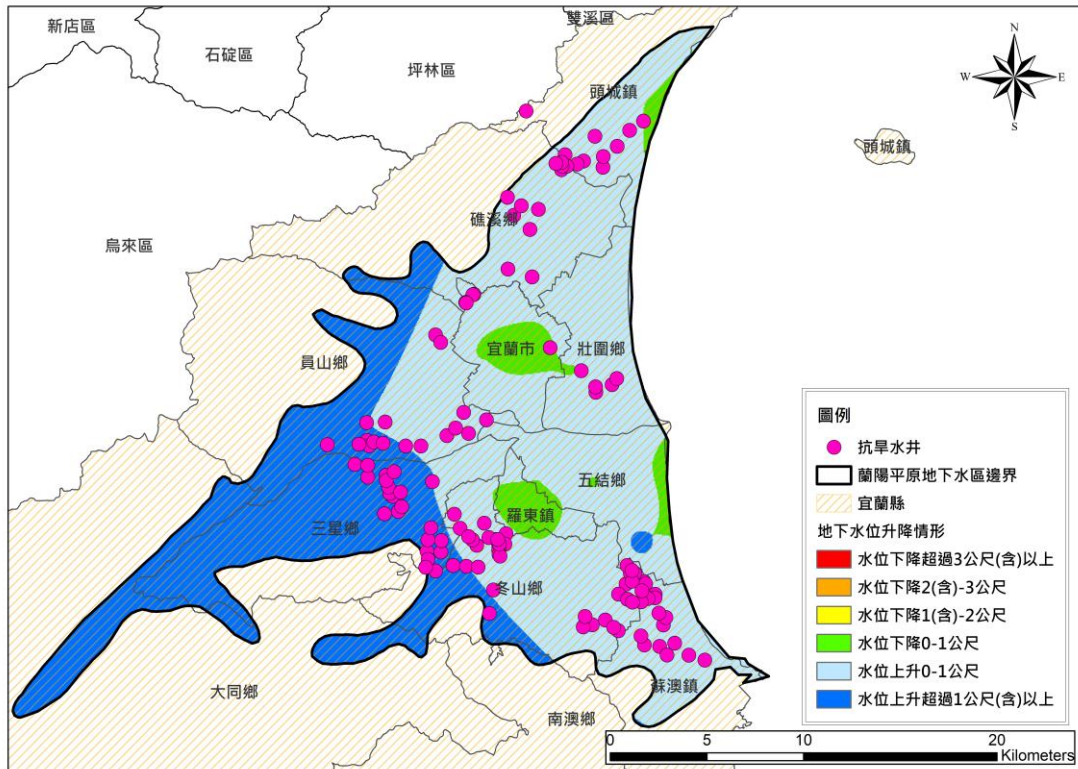 新店區
石碇區
坪林區
雙溪區
頭城鎮
頭城鎮
烏來區
礁溪鄉
宜蘭市
壯圍鄉
員山鄉
五結鄉
羅東鎮
三星鄉
冬山鄉
蘇澳鎮
大同鄉
南澳鄉
N
W
E
S
圖例
抗旱水井
蘭陽平原地下水區邊界
宜蘭縣
地下水位升降情形
水位下降超過3公尺(含)以上
水位下降2(含)-3公尺
水位下降1(含)-2公尺
水位下降0-1公尺
水位上升0-1公尺
水位上升超過1公尺(含)以上
0 5 10 20
Kilometers